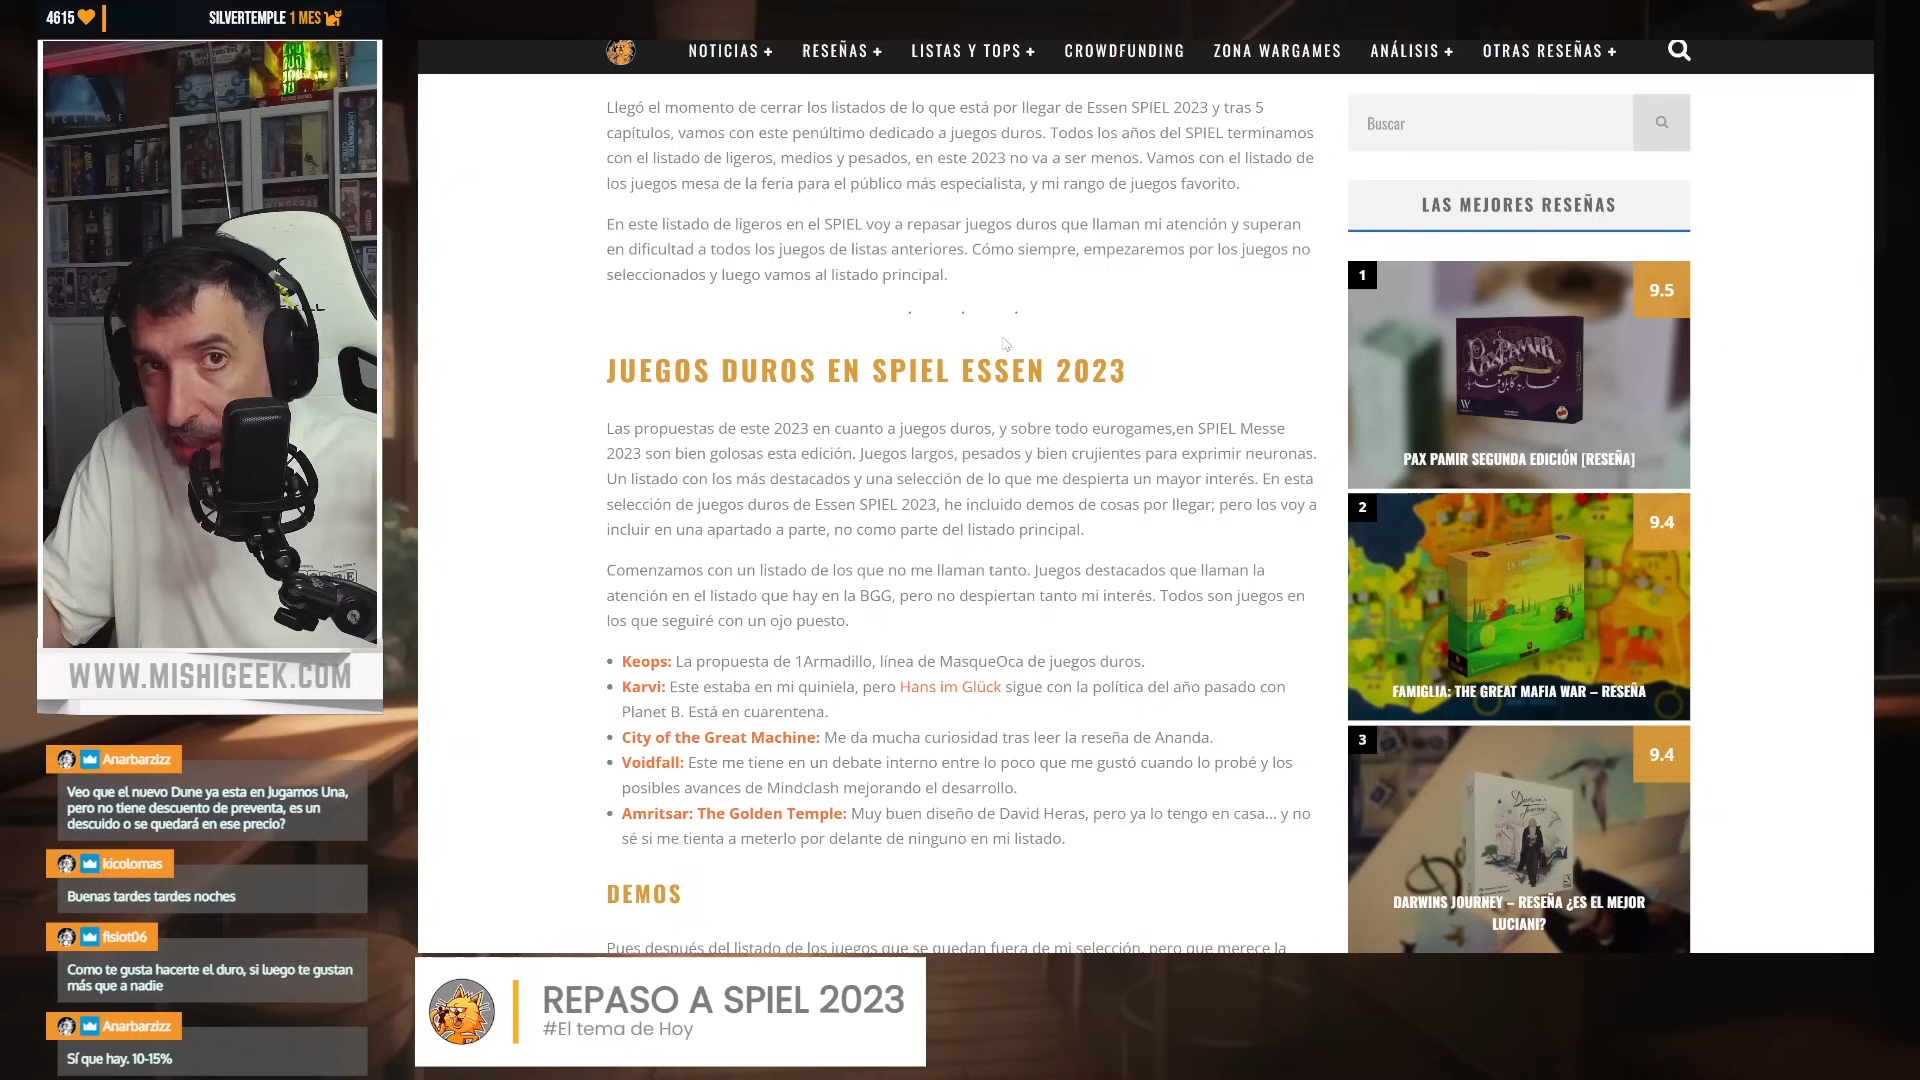 4615
SILVERTEMPLE 1 MES
NOTICIAS +
RESEÑAS +
LISTAS Y TOPS +
CROWDFUNDING
ZONA WARGAMES
ANÁLISIS +
OTRAS RESEÑAS +
Llegó el momento de cerrar los listados de lo que está por llegar de Essen SPIEL 2023 y tras 5
capítulos, vamos con este penúltimo dedicado a juegos duros. Todos los años del SPIEL terminamos
con el listado de ligeros, medios y pesados, en este 2023 no va a ser menos. Vamos con el listado de
los juegos mesa de la feria para el público más especialista, y mi rango de juegos favorito.
En este listado de ligeros en el SPIEL voy a repasar juegos duros que llaman mi atención y superan
en dificultad a todos los juegos de listas anteriores. Cómo siempre, empezaremos por los juegos no
seleccionados y luego vamos al listado principal.
. . .
JUEGOS DUROS EN SPIEL ESSEN 2023
Las propuestas de este 2023 en cuanto a juegos duros, y sobre todo eurogames,en SPIEL Messe
2023 son bien golosas esta edición. Juegos largos, pesados y bien crujientes para exprimir neuronas.
Un listado con los más destacados y una selección de lo que me despierta un mayor interés. En esta
selección de juegos duros de Essen SPIEL 2023, he incluido demos de cosas por llegar; pero los voy a
incluir en una apartado a parte, no como parte del listado principal.
Comenzamos con un listado de los que no me llaman tanto. Juegos destacados que llaman la
atención en el listado que hay en la BGG, pero no despiertan tanto mi interés. Todos son juegos en
los que seguiré con un ojo puesto.
• Keops: La propuesta de 1Armadillo, línea de MasqueOca de juegos duros.
• Karvi: Este estaba en mi quiniela, pero Hans im Glück sigue con la política del año pasado con
Planet B. Está en cuarentena.
• City of the Great Machine: Me da mucha curiosidad tras leer la reseña de Ananda.
• Voidfall: Este me tiene en un debate interno entre lo poco que me gustó cuando lo probé y los
posibles avances de Mindclash mejorando el desarrollo.
• Amritsar: The Golden Temple: Muy buen diseño de David Heras, pero ya lo tengo en casa... y no
sé si me tienta a meterlo por delante de ninguno en mi listado.
DEMOS
Pues después del listado de los juegos que se quedan fuera de mi selección, pero que merece la
Buscar
LAS MEJORES RESEÑAS
1
9.5
PAX PAMIR
PAX PAMIR SEGUNDA EDICIÓN [RESEÑA]
2
9.4
FAMIGLIA: THE GREAT MAFIA WAR – RESEÑA
3
9.4
Darwin's
Journey
DARWINS JOURNEY – RESEÑA ¿ES EL MEJOR
LUCIANI?
ECLIPSE
UNDERWATER
CITIES
WWW.MISHIGEEK.COM
Anarbarzizz
Veo que el nuevo Dune ya esta en Jugamos Una,
pero no tiene descuento de preventa, es un
descuido o se quedará en ese precio?
kicolomas
Buenas tardes tardes noches
fisiot06
Como te gusta hacerte el duro, si luego te gustan
más que a nadie
Anarbarzizz
Sí que hay. 10-15%
REPASO A SPIEL 2023
#El tema de Hoy